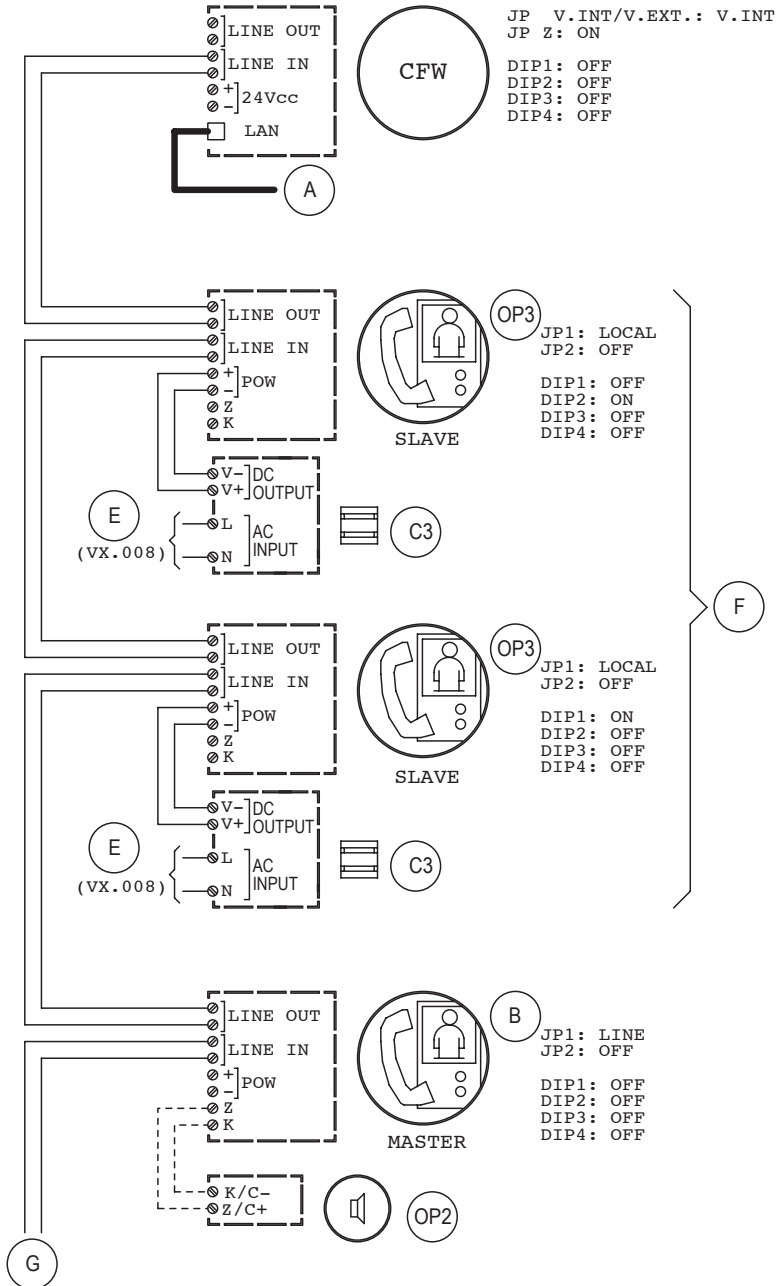 LINE OUT
LINE IN
+
-
24Vcc
LAN
CFW
JP V.INT/V.EXT.: V.INT
JP Z: ON
DIP1: OFF
DIP2: OFF
DIP3: OFF
DIP4: OFF
A
LINE OUT
LINE IN
+
-
POW
Z
K
SLAVE
OP3
JP1: LOCAL
JP2: OFF
DIP1: OFF
DIP2: ON
DIP3: OFF
DIP4: OFF
E
(VX.008)
V-
V+
DC
OUTPUT
L
N
AC
INPUT
C3
F
LINE OUT
LINE IN
+
-
POW
Z
K
SLAVE
OP3
JP1: LOCAL
JP2: OFF
DIP1: ON
DIP2: OFF
DIP3: OFF
DIP4: OFF
E
(VX.008)
V-
V+
DC
OUTPUT
L
N
AC
INPUT
C3
LINE OUT
LINE IN
+
-
POW
Z
K
MASTER
B
JP1: LINE
JP2: OFF
DIP1: OFF
DIP2: OFF
DIP3: OFF
DIP4: OFF
K/C-
Z/C+
OP2
G